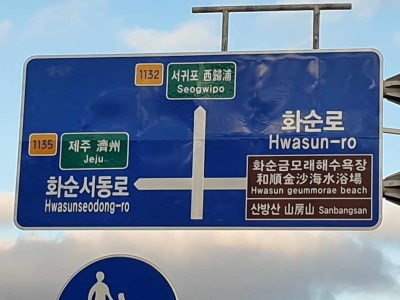 1132
서귀포 西歸浦
Seogwipo
1135
제주 濟州
Jeju
화순로
Hwasun-ro
화순서동로
Hwasunseodong-ro
화순금모래해수욕장
和順金沙海水浴場
Hwasun geummorae beach
산방산 山房山 Sanbangsan